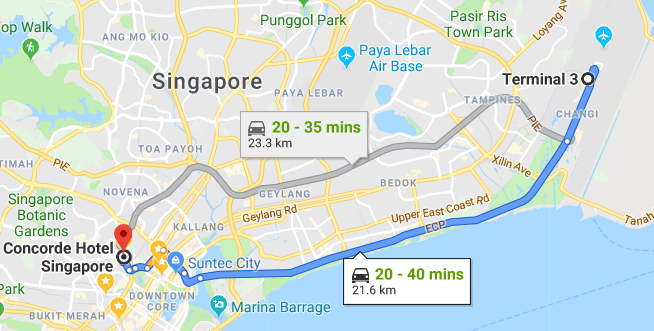 Top Walk
Punggol Park
Pasir Ris
Town Park
Loyang Ave
ANG MO KIO
Paya Lebar
Air Base
Singapore
Terminal 3
PAYA LEBAR
TAMPINES
CHANGI
PIE
20 - 35 mins
23.3 km
TOA PAYOH
TIMAH
PIE
Xilin Ave
NOVENA
GEYLANG
BEDOK
Singapore
Botanic
Gardens
Geylang Rd
Upper East Coast Rd
ECP
KALLANG
Tanah
Concorde Hotel
Singapore
Suntec City
20 - 40 mins
21.6 km
Park
DOWNTOWN
CORE
Marina Barrage
BUKIT MERAH